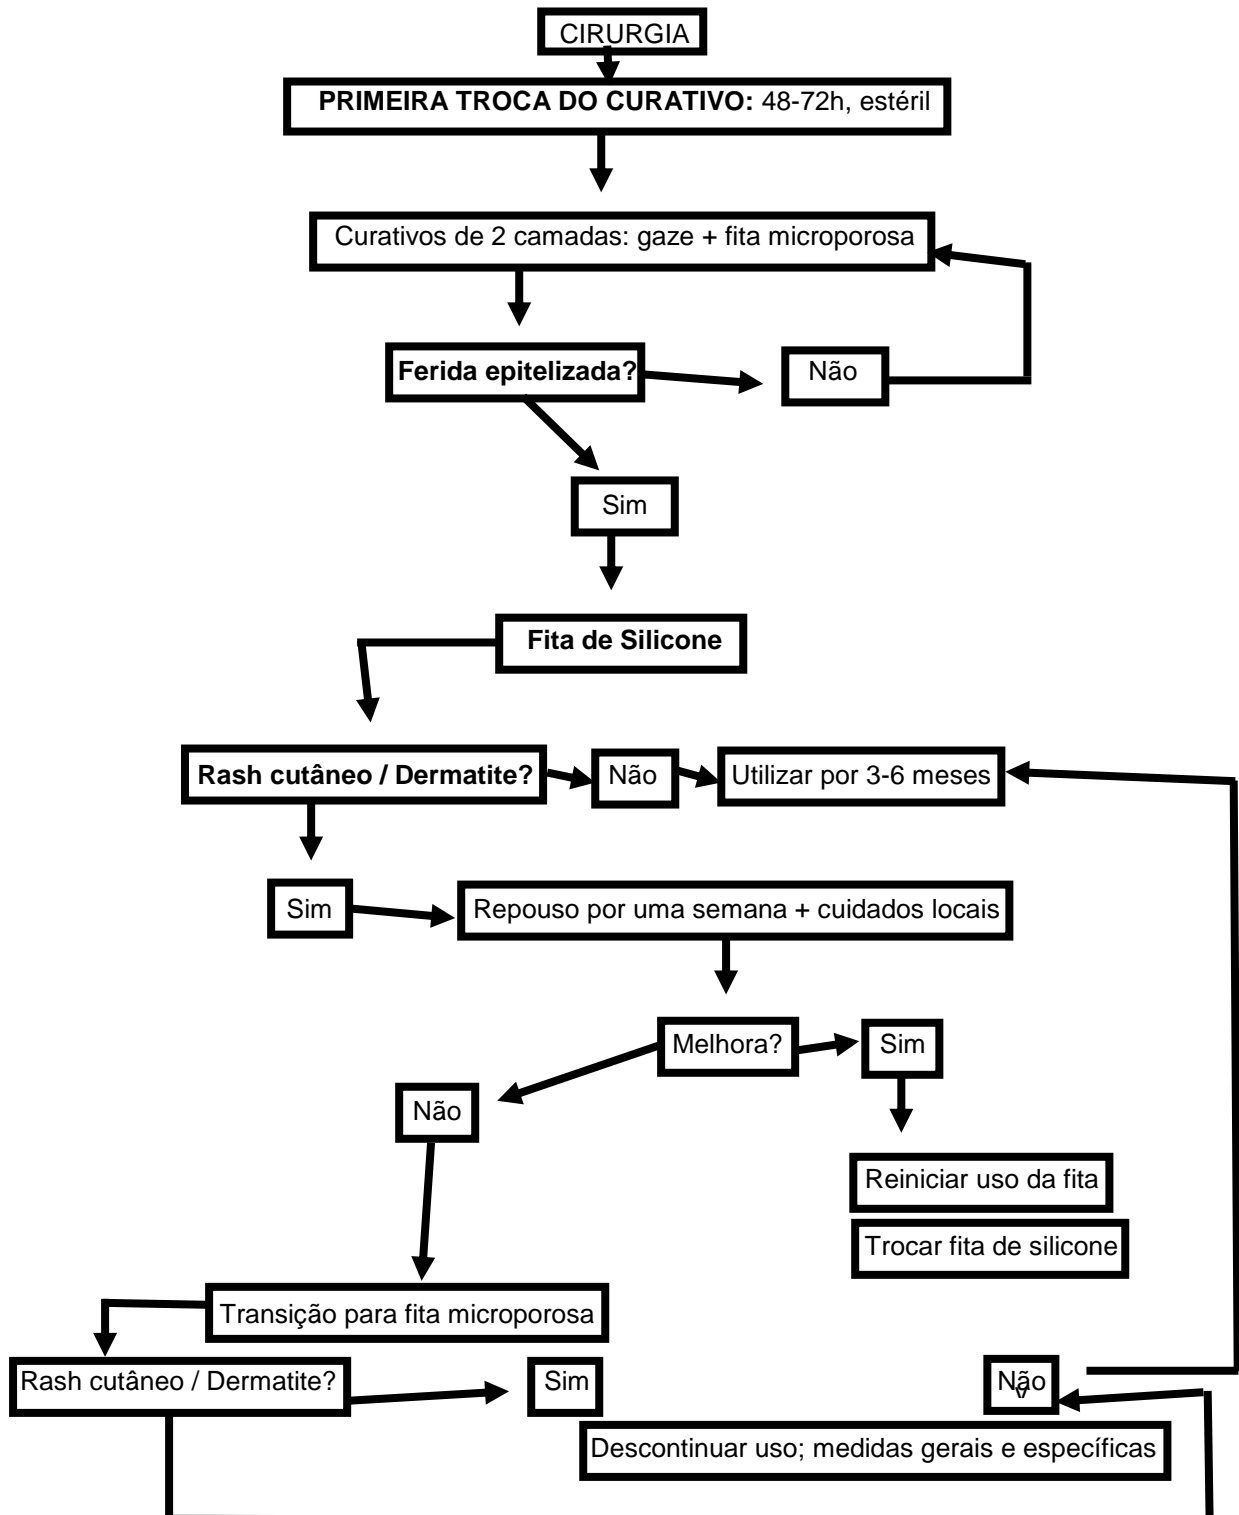 CIRURGIA
PRIMEIRA TROCA DO CURATIVO: 48-72h, estéril
Curativos de 2 camadas: gaze + fita microporosa
Ferida epitelizada?
Não
Sim
Fita de Silicone
Rash cutâneo / Dermatite?
Não
Utilizar por 3-6 meses
Sim
Repouso por uma semana + cuidados locais
Melhora?
Sim
Não
Reiniciar uso da fita
Trocar fita de silicone
Transição para fita microporosa
Rash cutâneo / Dermatite?
Sim
Não
Descontinuar uso; medidas gerais e específicas